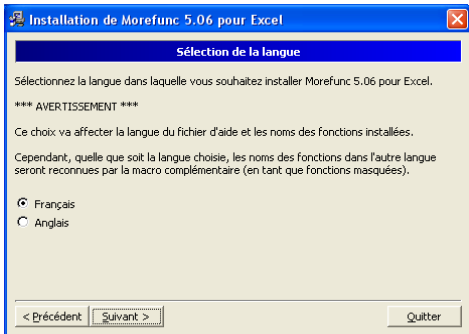 Installation de Morefunc 5.06 pour Excel
Sélection de la langue
Sélectionnez la langue dans laquelle vous souhaitez installer Morefunc 5.06 pour Excel.
*** AVERTISSEMENT ***
Ce choix va affecter la langue du fichier d'aide et les noms des fonctions installées.
Cependant, quelle que soit la langue choisie, les noms des fonctions dans l'autre langue
seront reconnues par la macro complémentaire (en tant que fonctions masquées).
Français
Anglais
< Précédent Suivant > Quitter